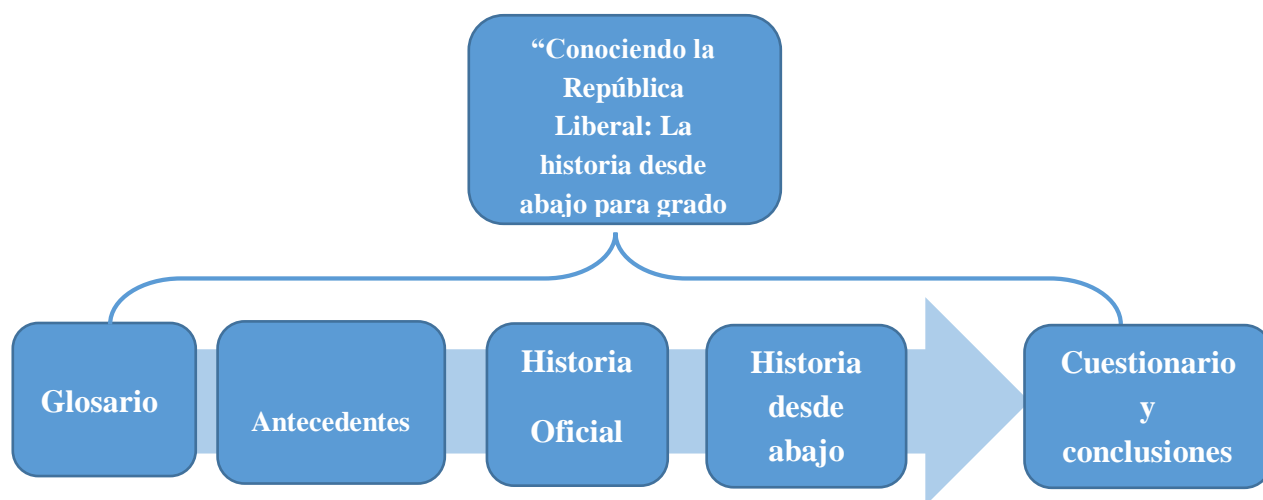 “Conociendo la
República
Liberal: La
historia desde
abajo para grado
Glosario
Antecedentes
Historia
Oficial
Historia
desde
abajo
Cuestionario
y
conclusiones